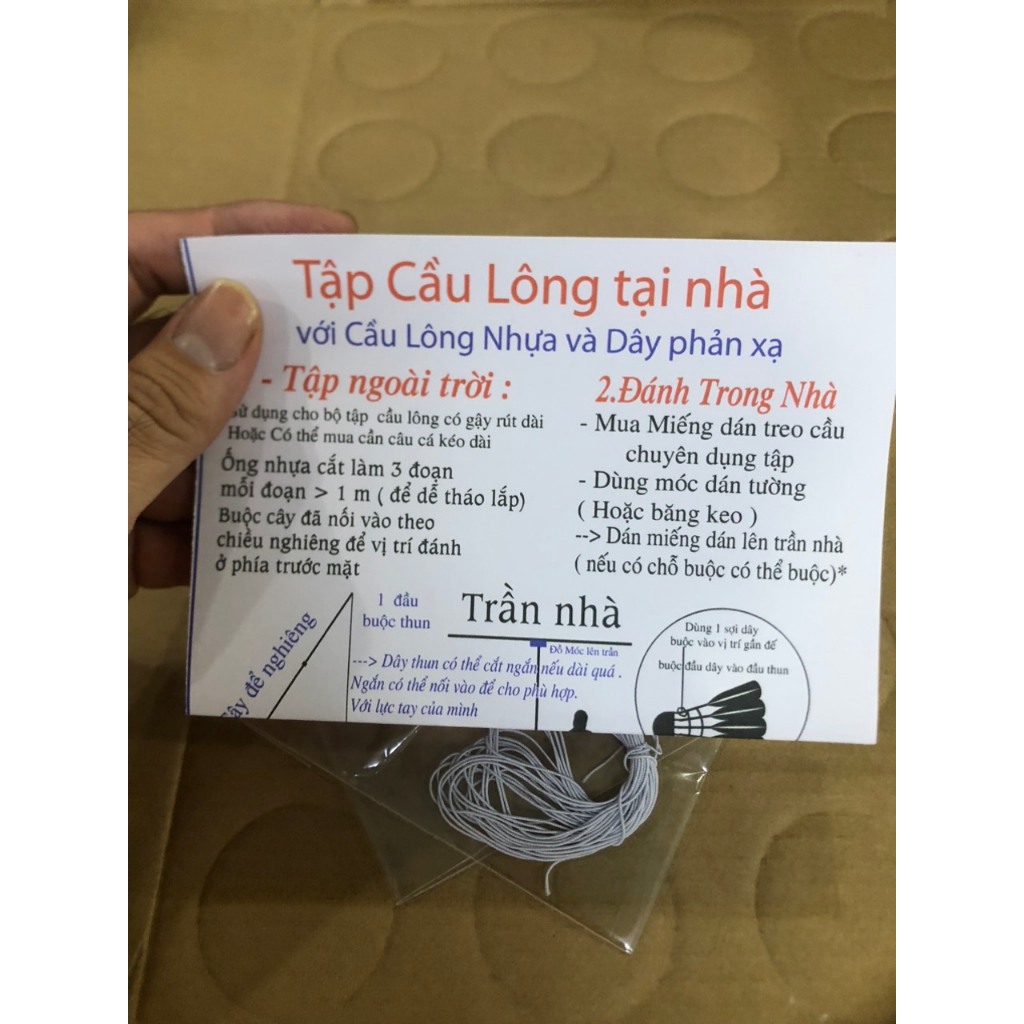 Tập Cầu Lông tại nhà
với Cầu Lông Nhựa và Dây phản xạ
- Tập ngoài trời :
Sử dụng cho bộ tập cầu lông có gậy rút dài
Hoặc Có thể mua cần câu cá kéo dài
Ống nhựa cắt làm 3 đoạn
mỗi đoạn > 1 m ( để dễ tháo lắp)
Buộc cây đã nối vào theo
chiều nghiêng để vị trí đánh
ở phía trước mặt
2.Đánh Trong Nhà
- Mua Miếng dán treo cầu
chuyên dụng tập
- Dùng móc dán tường
( Hoặc băng keo )
--> Dán miếng dán lên trần nhà
( nếu có chỗ buộc có thể buộc)*
Cây để nghiêng
1 đầu
buộc thun
---> Dây thun có thể cắt ngắn nếu dài quá .
Ngắn có thể nối vào để cho phù hợp.
Với lực tay của mình
Trần nhà
Đồ Móc lên trần
Dùng 1 sợi dây
buộc vào vị trí gần đế
buộc đầu dây vào đầu thun